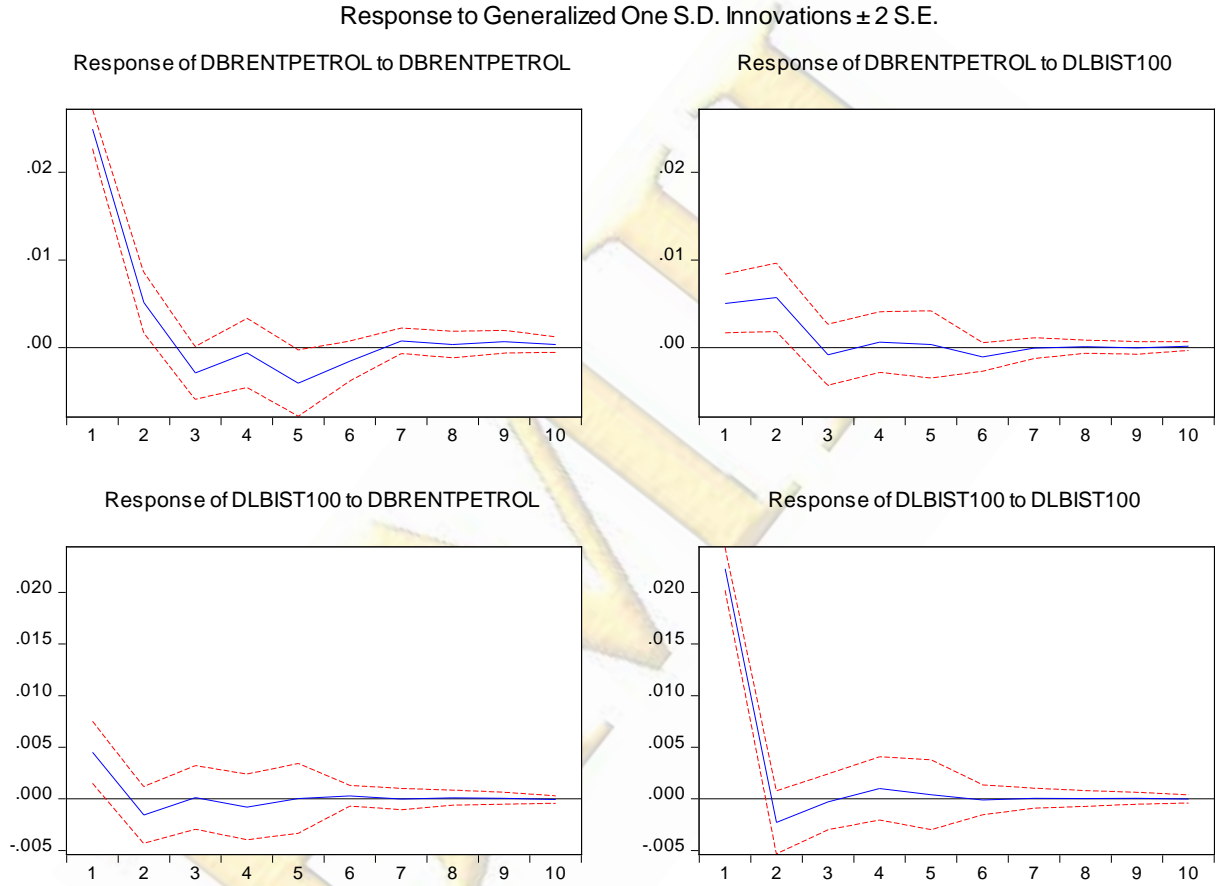 Response to Generalized One S.D. Innovations ± 2 S.E.
Response of DBRENTPETROL to DBRENTPETROL
.02
.01
.00
1 2 3 4 5 6 7 8 9 10
Response of DBRENTPETROL to DLBIST100
.02
.01
.00
1 2 3 4 5 6 7 8 9 10
Response of DLBIST100 to DBRENTPETROL
.020
.015
.010
.005
.000
-.005
1 2 3 4 5 6 7 8 9 10
Response of DLBIST100 to DLBIST100
.020
.015
.010
.005
.000
-.005
1 2 3 4 5 6 7 8 9 10